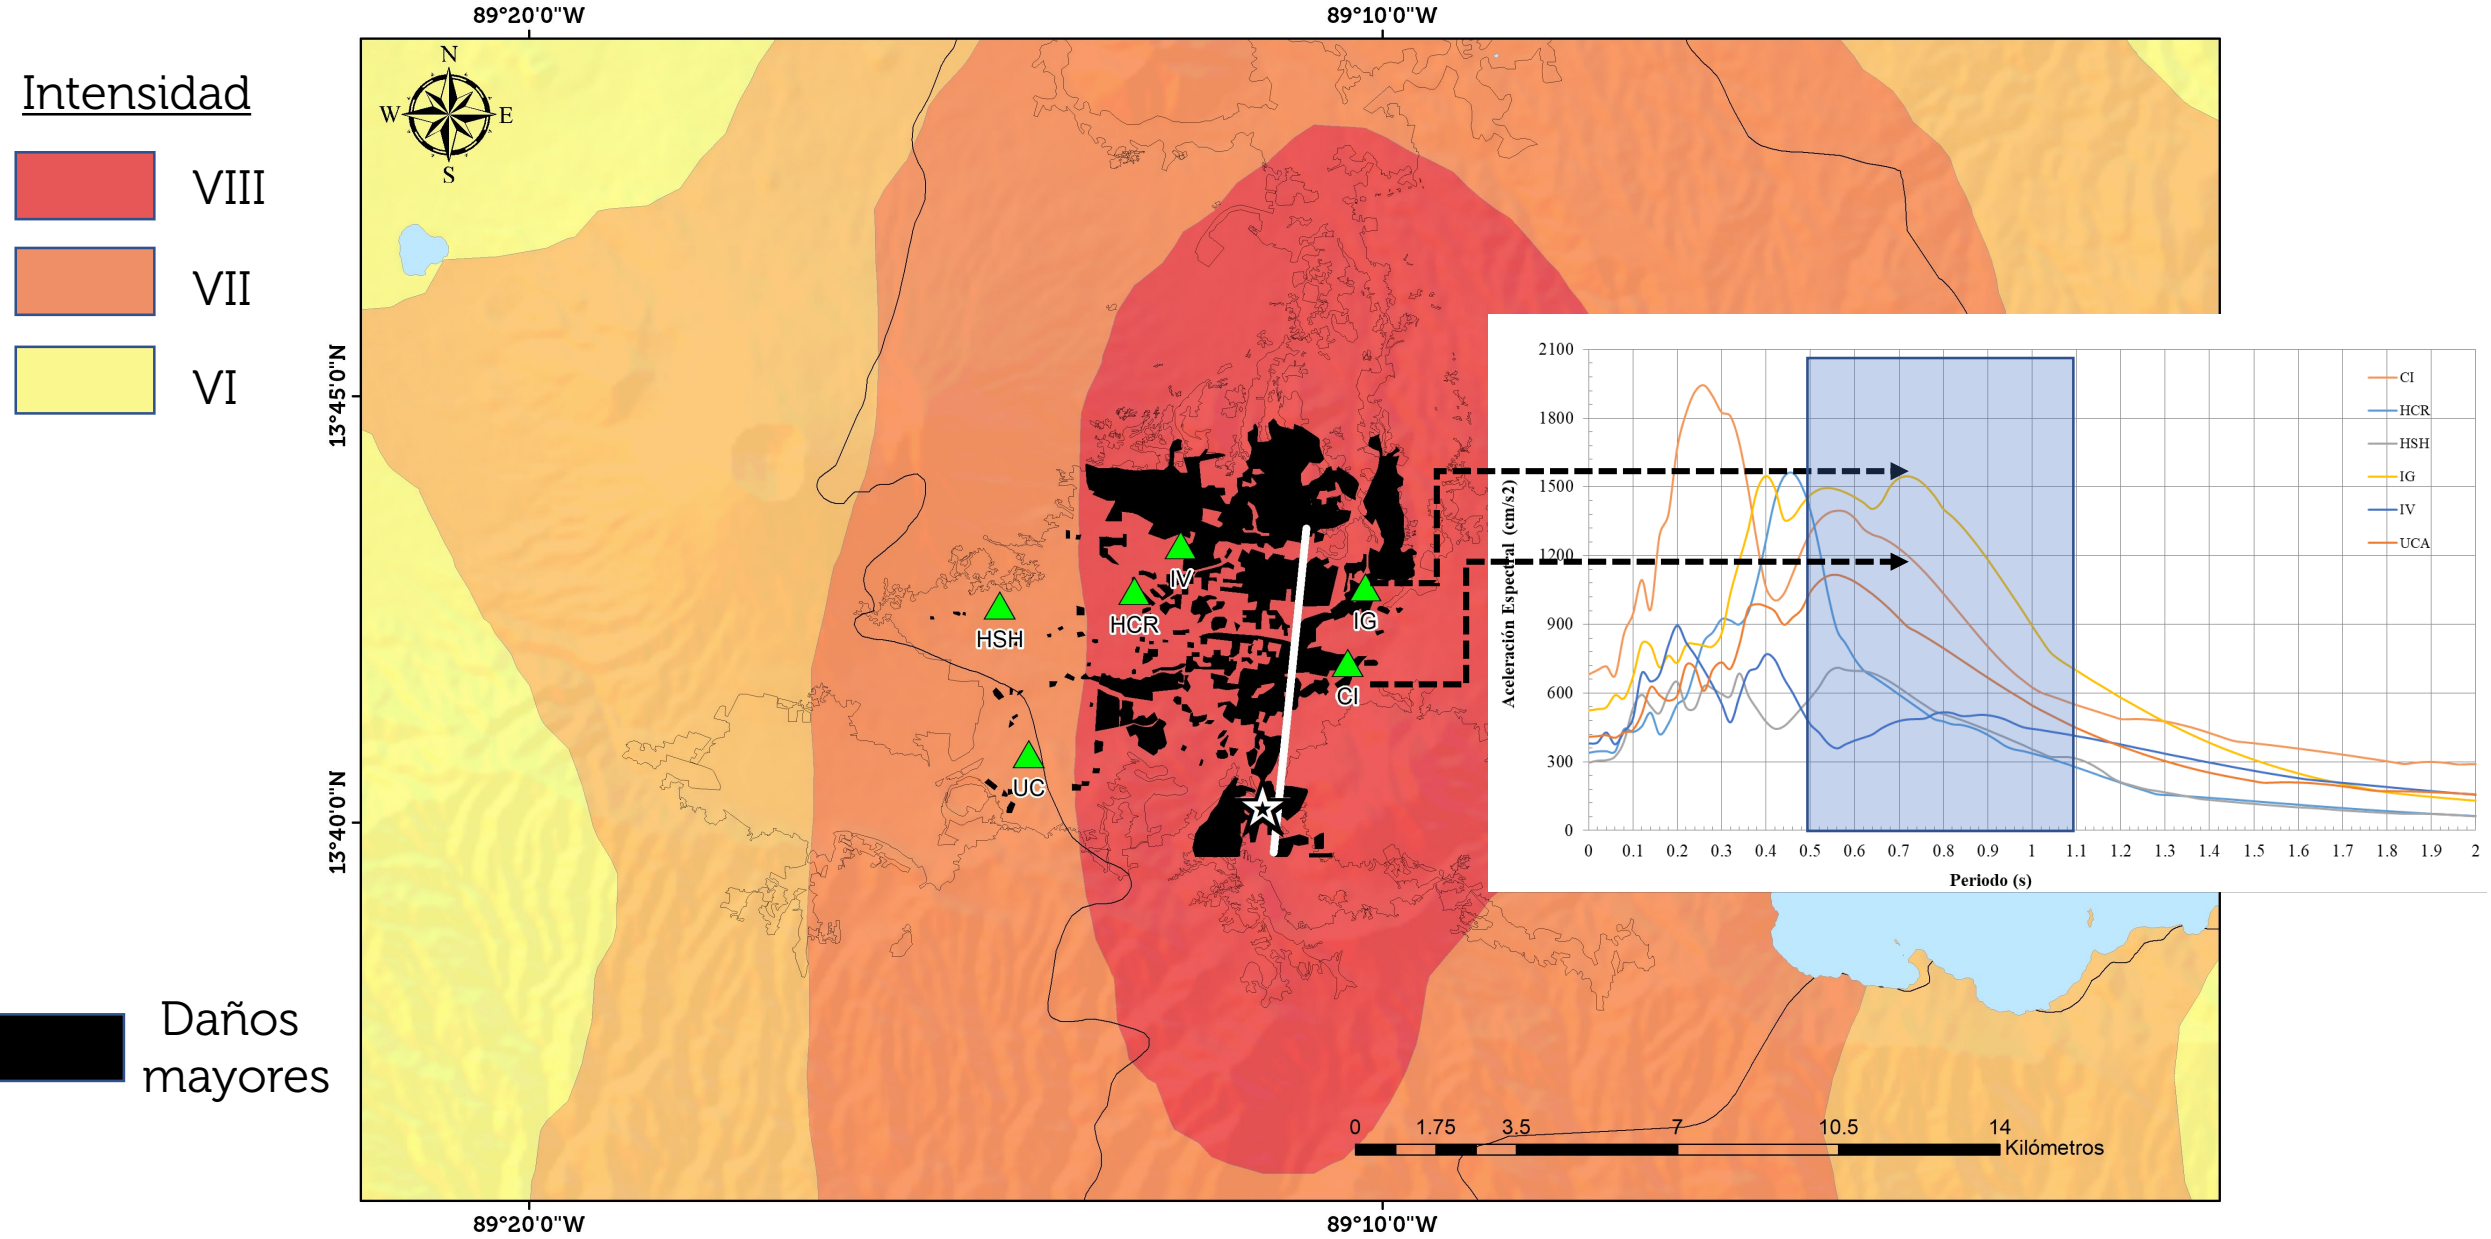 89°20'0"W
89°10'0"W
Intensidad
VIII
VII
VI
N
W
E
S
13°45'0"N
13°40'0"N
IV
HCR
HSH
IG
CI
UC
2100
1800
1500
1200
900
600
300
0
Aceleración Espectral (cm/s2)
0 0.1 0.2 0.3 0.4 0.5 0.6 0.7 0.8 0.9 1 1.1 1.2 1.3 1.4 1.5 1.6 1.7 1.8 1.9 2
Periodo (s)
CI
HCR
HSH
IG
IV
UCA
Daños
mayores
0 1.75 3.5 7 10.5 14
Kilómetros
89°20'0"W
89°10'0"W